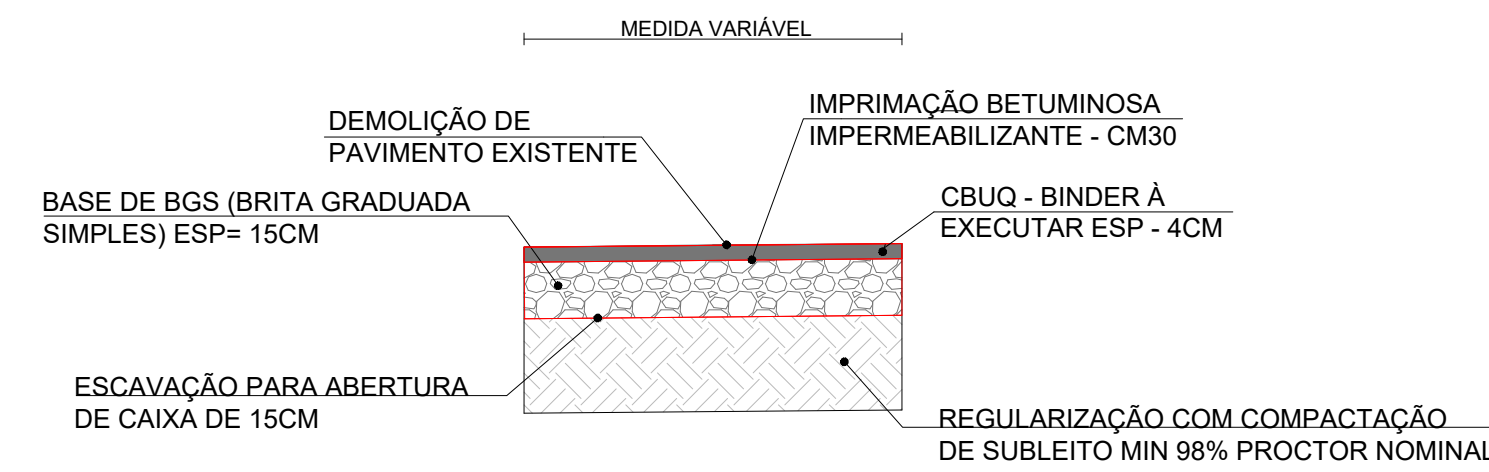 MEDIDA VARIÁVEL
DEMOLIÇÃO DE
PAVIMENTO EXISTENTE
IMPRIMAÇÃO BETUMINOSA
IMPERMEABILIZANTE - CM30
BASE DE BGS (BRITA GRADUADA
SIMPLES) ESP= 15CM
CBUQ - BINDER À
EXECUTAR ESP - 4CM
ESCAVAÇÃO PARA ABERTURA
DE CAIXA DE 15CM
REGULARIZAÇÃO COM COMPACTAÇÃO
DE SUBLEITO MIN 98% PROCTOR NOMINAL